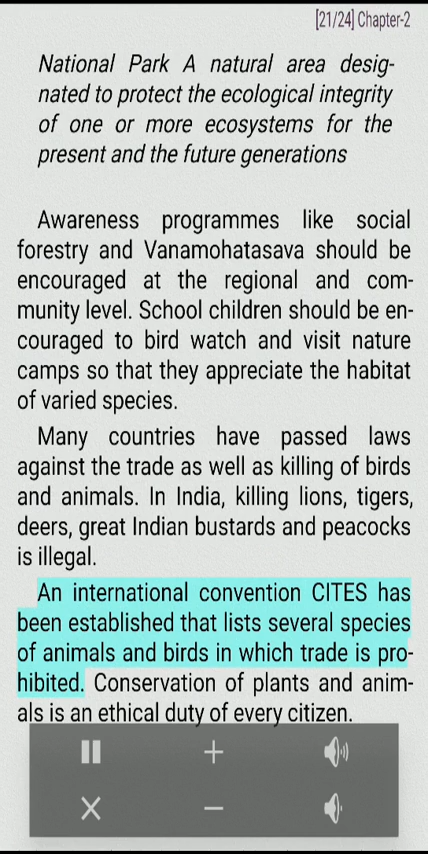 [21/24] Chapter-2
National Park A natural area desig-
nated to protect the ecological integrity
of one or more ecosystems for the
present and the future generations
Awareness programmes like social
forestry and Vanamohatasava should be
encouraged at the regional and com-
munity level. School children should be en-
couraged to bird watch and visit nature
camps so that they appreciate the habitat
of varied species.
Many countries have passed laws
against the trade as well as killing of birds
and animals. In India, killing lions, tigers,
deers, great Indian bustards and peacocks
is illegal.
An international convention CITES has
been established that lists several species
of animals and birds in which trade is pro-
hibited. Conservation of plants and anim-
als is an ethical duty of every citizen.